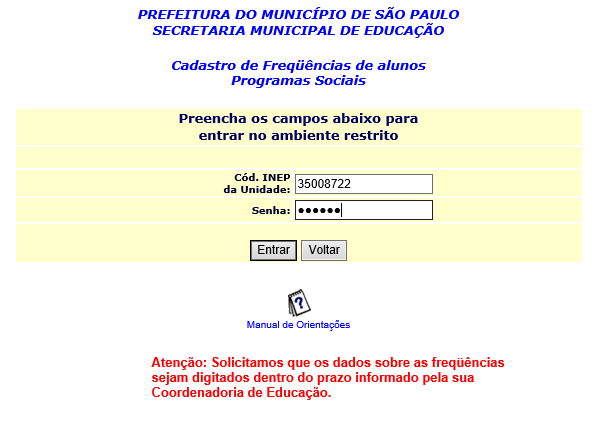 PREFEITURA DO MUNICÍPIO DE SÃO PAULO
SECRETARIA MUNICIPAL DE EDUCAÇÃO
Cadastro de Freqüências de alunos
Programas Sociais
Preencha os campos abaixo para
entrar no ambiente restrito
Cód. INEP
da Unidade: 35008722
Senha: ●●●●●●
Entrar Voltar
?
Manual de Orientações
Atenção: Solicitamos que os dados sobre as freqüências
sejam digitados dentro do prazo informado pela sua
Coordenadoria de Educação.